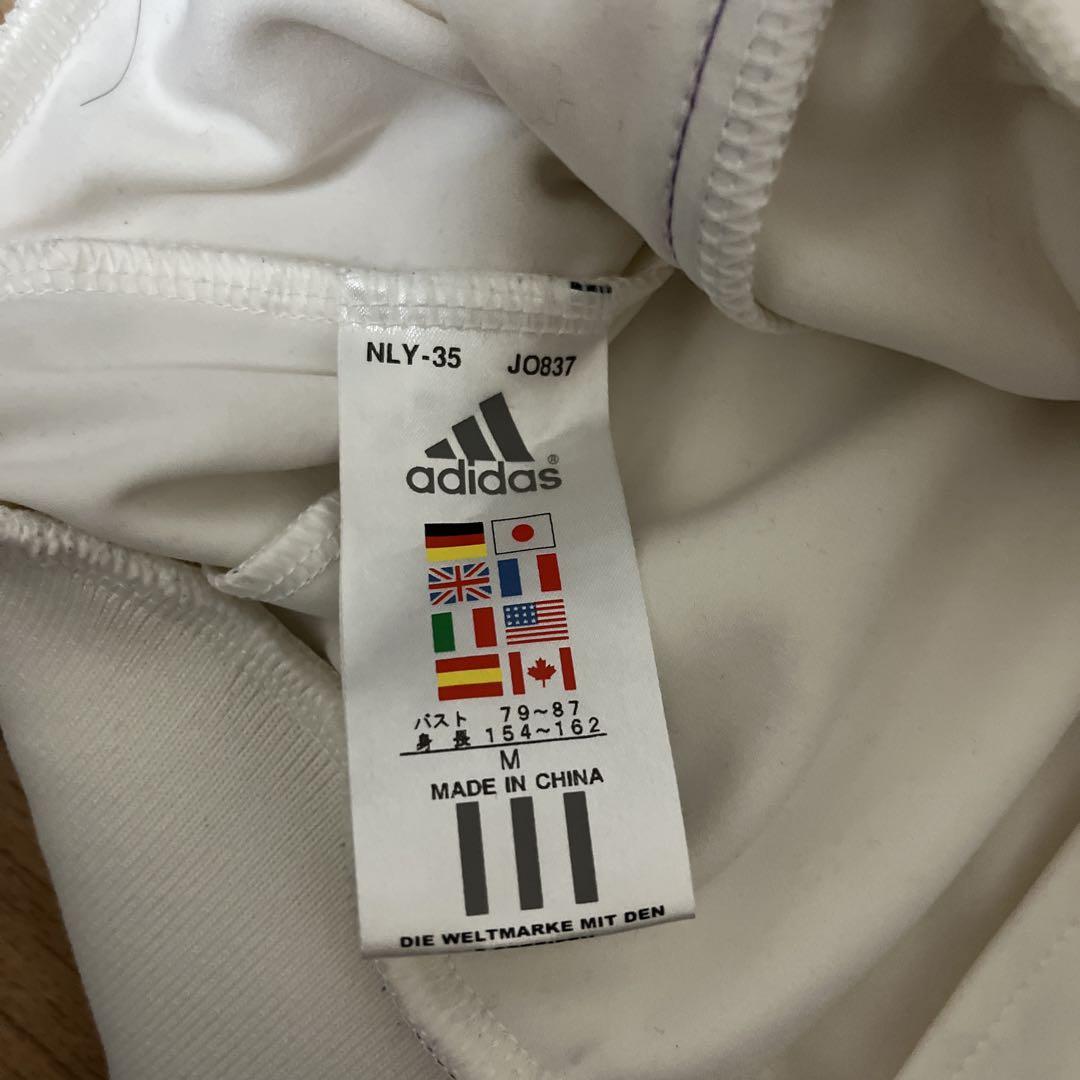 NLY-35 JO837
adidas®
バスト 79~87
身長 154~162
M
MADE IN CHINA
DIE WELTMARKE MIT DEN